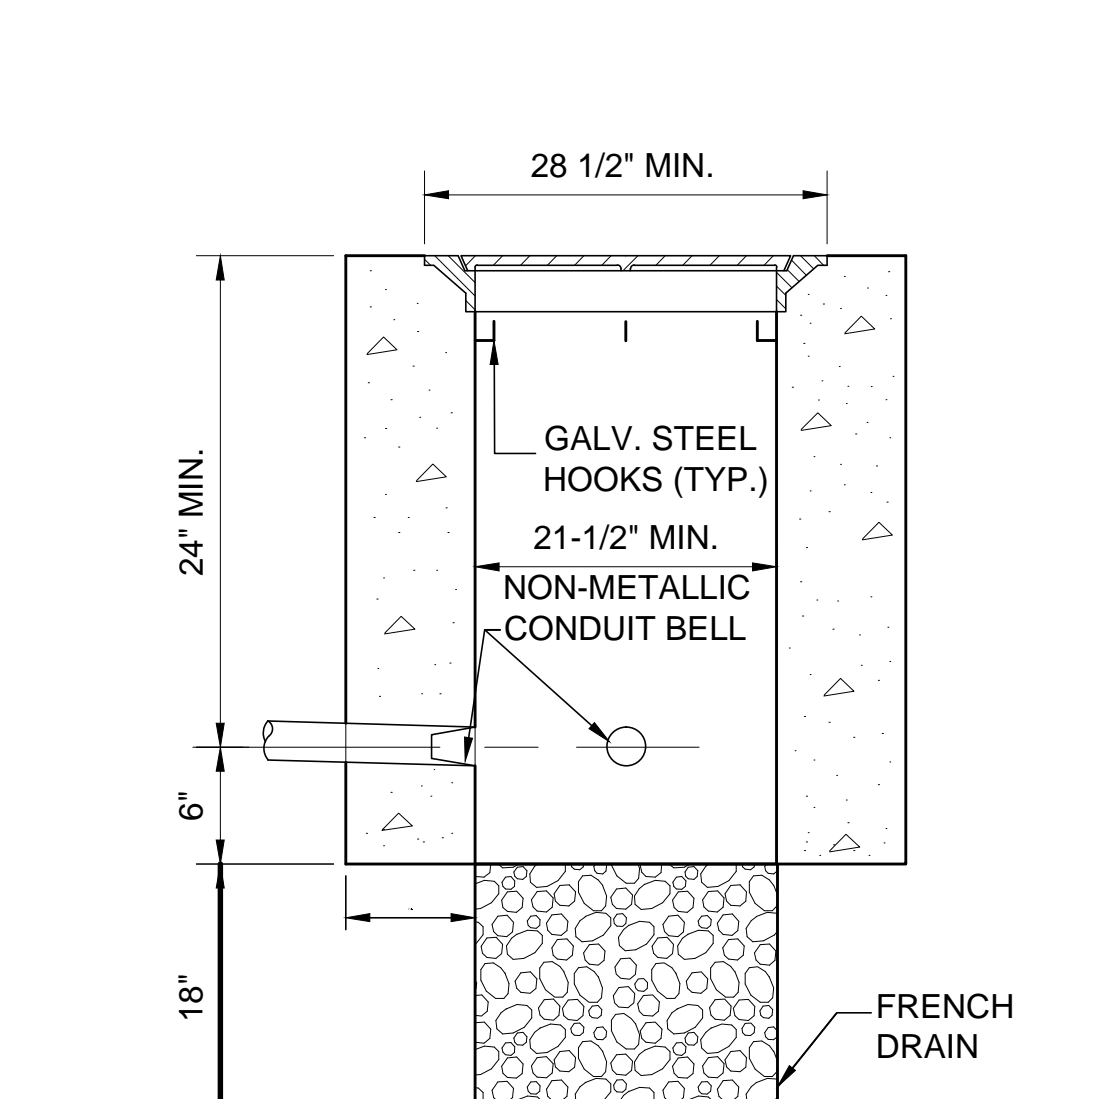 28 1/2" MIN.
GALV. STEEL
HOOKS (TYP.)
24" MIN.
21-1/2" MIN.
NON-METALLIC
CONDUIT BELL
6"
18"
FRENCH
DRAIN